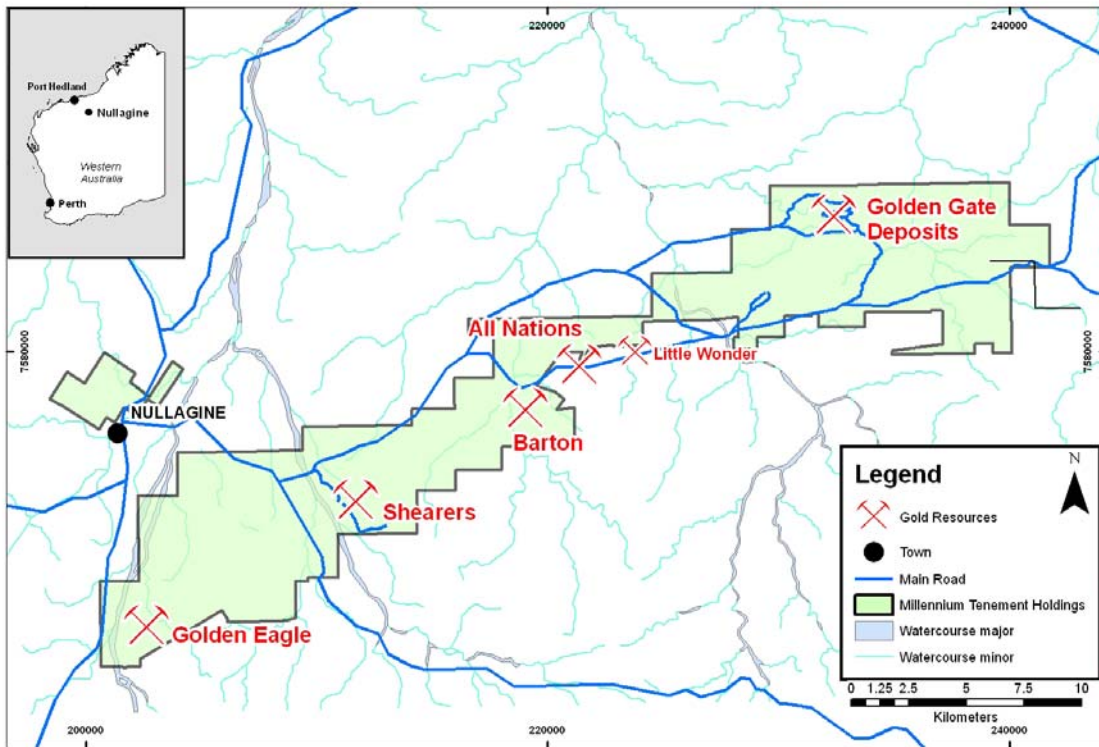 220000
240000
Port Hedland
Nullagine
Western
Australia
Perth
Golden Gate
Deposits
All Nations
Little Wonder
7580000
7580000
NULLAGINE
Barton
Shearers
Golden Eagle
Legend
N
Gold Resources
Town
Main Road
Millennium Tenement Holdings
Watercourse major
Watercourse minor
0 1.25 2.5 5 7.5 10
Kilometers
200000
220000
240000